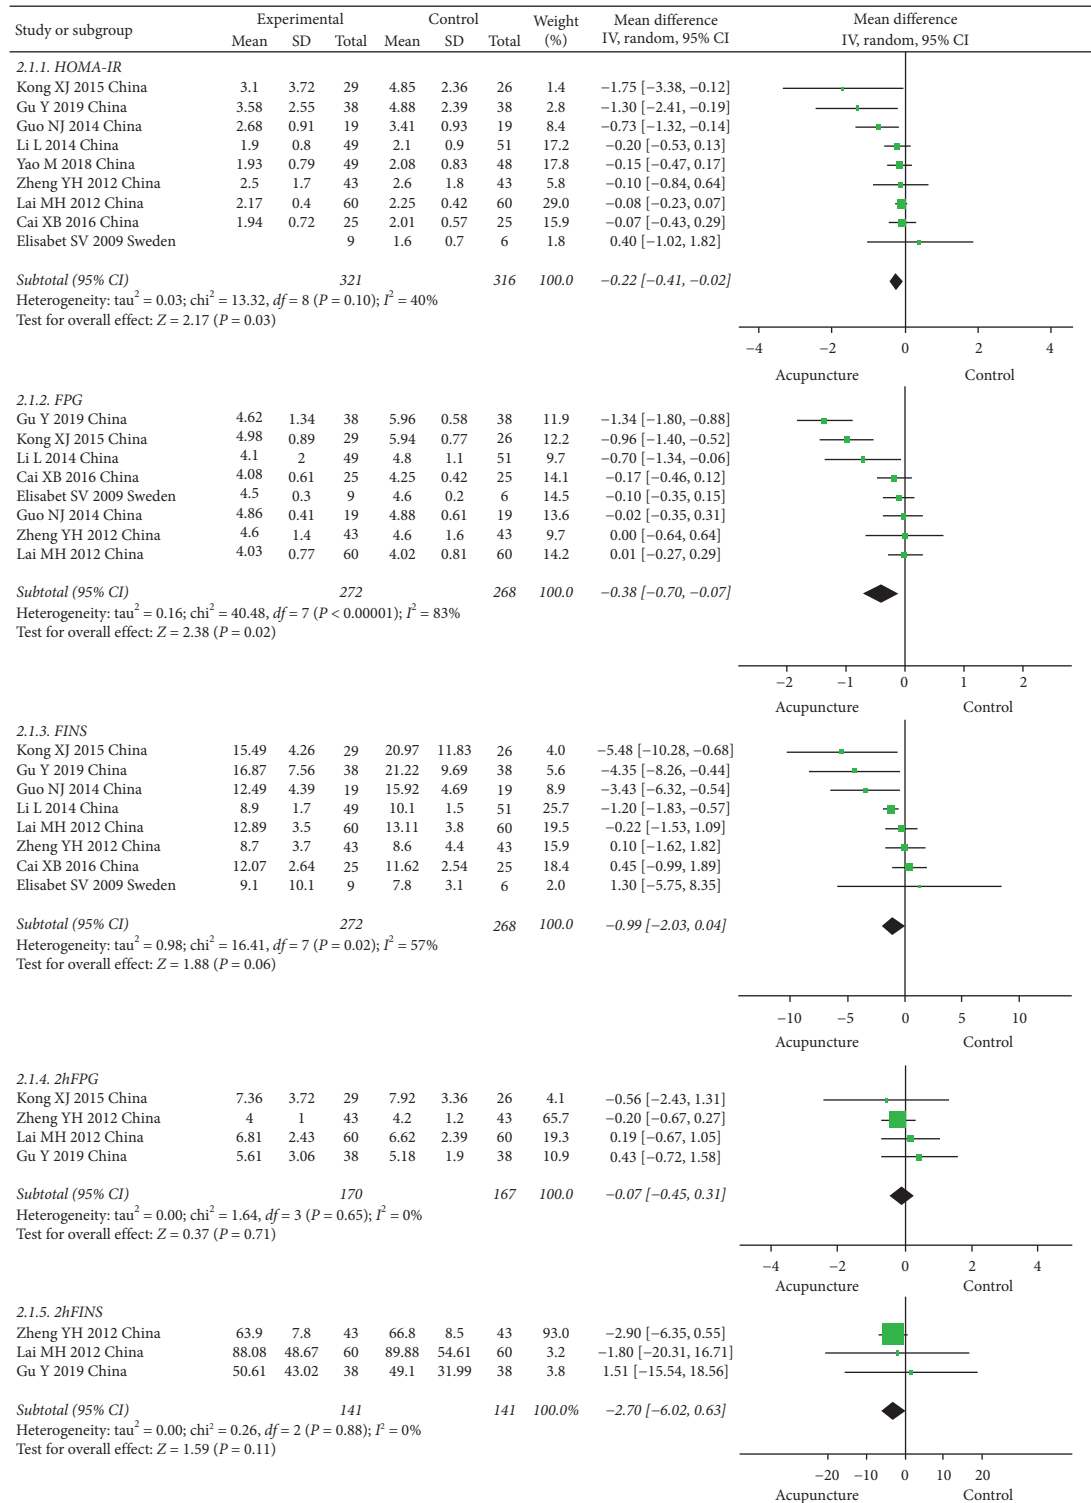 Study or subgroup Experimental Control Weight (%) Mean difference IV, random, 95% CI Mean difference IV, random, 95% CI
Mean SD Total Mean SD Total
2.1.1. HOMA-IR
Kong XJ 2015 China 3.1 3.72 29 4.85 2.36 26 1.4 −1.75 [−3.38, −0.12]
Gu Y 2019 China 3.58 2.55 38 4.88 2.39 38 2.8 −1.30 [−2.41, −0.19]
Guo NJ 2014 China 2.68 0.91 19 3.41 0.93 19 8.4 −0.73 [−1.32, −0.14]
Li L 2014 China 1.9 0.8 49 2.1 0.9 51 17.2 −0.20 [−0.53, 0.13]
Yao M 2018 China 1.93 0.79 49 2.08 0.83 48 17.8 −0.15 [−0.47, 0.17]
Zheng YH 2012 China 2.5 1.7 43 2.6 1.8 43 5.8 −0.10 [−0.84, 0.64]
Lai MH 2012 China 2.17 0.4 60 2.25 0.42 60 29.0 −0.08 [−0.23, 0.07]
Cai XB 2016 China 1.94 0.72 25 2.01 0.57 25 15.9 −0.07 [−0.43, 0.29]
Elisabet SV 2009 Sweden 9 1.6 0.7 6 1.8 0.40 [−1.02, 1.82]
Subtotal (95% CI) 321 316 100.0 −0.22 [−0.41, −0.02]
Heterogeneity: tau² = 0.03; chi² = 13.32, df = 8 (P = 0.10); I² = 40%
Test for overall effect: Z = 2.17 (P = 0.03)
−4 −2 0 2 4
Acupuncture Control
2.1.2. FPG
Gu Y 2019 China 4.62 1.34 38 5.96 0.58 38 11.9 −1.34 [−1.80, −0.88]
Kong XJ 2015 China 4.98 0.89 29 5.94 0.77 26 12.2 −0.96 [−1.40, −0.52]
Li L 2014 China 4.1 2 49 4.8 1.1 51 9.7 −0.70 [−1.34, −0.06]
Cai XB 2016 China 4.08 0.61 25 4.25 0.42 25 14.1 −0.17 [−0.46, 0.12]
Elisabet SV 2009 Sweden 4.5 0.3 9 4.6 0.2 6 14.5 −0.10 [−0.35, 0.15]
Guo NJ 2014 China 4.86 0.41 19 4.88 0.61 19 13.6 −0.02 [−0.35, 0.31]
Zheng YH 2012 China 4.6 1.4 43 4.6 1.6 43 9.7 0.00 [−0.64, 0.64]
Lai MH 2012 China 4.03 0.77 60 4.02 0.81 60 14.2 0.01 [−0.27, 0.29]
Subtotal (95% CI) 272 268 100.0 −0.38 [−0.70, −0.07]
Heterogeneity: tau² = 0.16; chi² = 40.48, df = 7 (P < 0.00001); I² = 83%
Test for overall effect: Z = 2.38 (P = 0.02)
−2 −1 0 1 2
Acupuncture Control
2.1.3. FINS
Kong XJ 2015 China 15.49 4.26 29 20.97 11.83 26 4.0 −5.48 [−10.28, −0.68]
Gu Y 2019 China 16.87 7.56 38 21.22 9.69 38 5.6 −4.35 [−8.26, −0.44]
Guo NJ 2014 China 12.49 4.39 19 15.92 4.69 19 8.9 −3.43 [−6.32, −0.54]
Li L 2014 China 8.9 1.7 49 10.1 1.5 51 25.7 −1.20 [−1.83, −0.57]
Lai MH 2012 China 12.89 3.5 60 13.11 3.8 60 19.5 −0.22 [−1.53, 1.09]
Zheng YH 2012 China 8.7 3.7 43 8.6 4.4 43 15.9 0.10 [−1.62, 1.82]
Cai XB 2016 China 12.07 2.64 25 11.62 2.54 25 18.4 0.45 [−0.99, 1.89]
Elisabet SV 2009 Sweden 9.1 10.1 9 7.8 3.1 6 2.0 1.30 [−5.75, 8.35]
Subtotal (95% CI) 272 268 100.0 −0.99 [−2.03, 0.04]
Heterogeneity: tau² = 0.98; chi² = 16.41, df = 7 (P = 0.02); I² = 57%
Test for overall effect: Z = 1.88 (P = 0.06)
−10 −5 0 5 10
Acupuncture Control
2.1.4. 2hFPG
Kong XJ 2015 China 7.36 3.72 29 7.92 3.36 26 4.1 −0.56 [−2.43, 1.31]
Zheng YH 2012 China 4 1 43 4.2 1.2 43 65.7 −0.20 [−0.67, 0.27]
Lai MH 2012 China 6.81 2.43 60 6.62 2.39 60 19.3 0.19 [−0.67, 1.05]
Gu Y 2019 China 5.61 3.06 38 5.18 1.9 38 10.9 0.43 [−0.72, 1.58]
Subtotal (95% CI) 170 167 100.0 −0.07 [−0.45, 0.31]
Heterogeneity: tau² = 0.00; chi² = 1.64, df = 3 (P = 0.65); I² = 0%
Test for overall effect: Z = 0.37 (P = 0.71)
−4 −2 0 2 4
Acupuncture Control
2.1.5. 2hFINS
Zheng YH 2012 China 63.9 7.8 43 66.8 8.5 43 93.0 −2.90 [−6.35, 0.55]
Lai MH 2012 China 88.08 48.67 60 89.88 54.61 60 3.2 −1.80 [−20.31, 16.71]
Gu Y 2019 China 50.61 43.02 38 49.1 31.99 38 3.8 1.51 [−15.54, 18.56]
Subtotal (95% CI) 141 141 100.0% −2.70 [−6.02, 0.63]
Heterogeneity: tau² = 0.00; chi² = 0.26, df = 2 (P = 0.88); I² = 0%
Test for overall effect: Z = 1.59 (P = 0.11)
−20 −10 0 10 20
Acupuncture Control